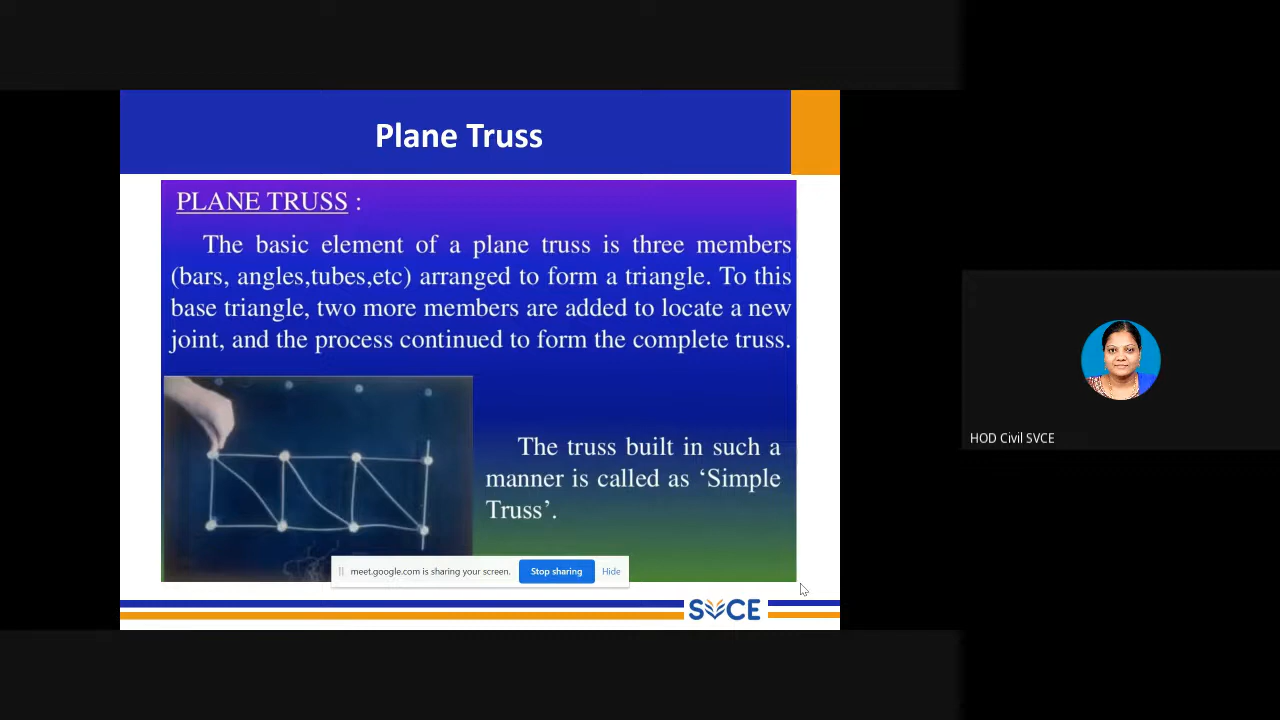 Plane Truss
PLANE TRUSS :
The basic element of a plane truss is three members
(bars, angles,tubes,etc) arranged to form a triangle. To this
base triangle, two more members are added to locate a new
joint, and the process continued to form the complete truss.
The truss built in such a
manner is called as ‘Simple
Truss’.
meet.google.com is sharing your screen. Stop sharing Hide
SVCE
HOD Civil SVCE